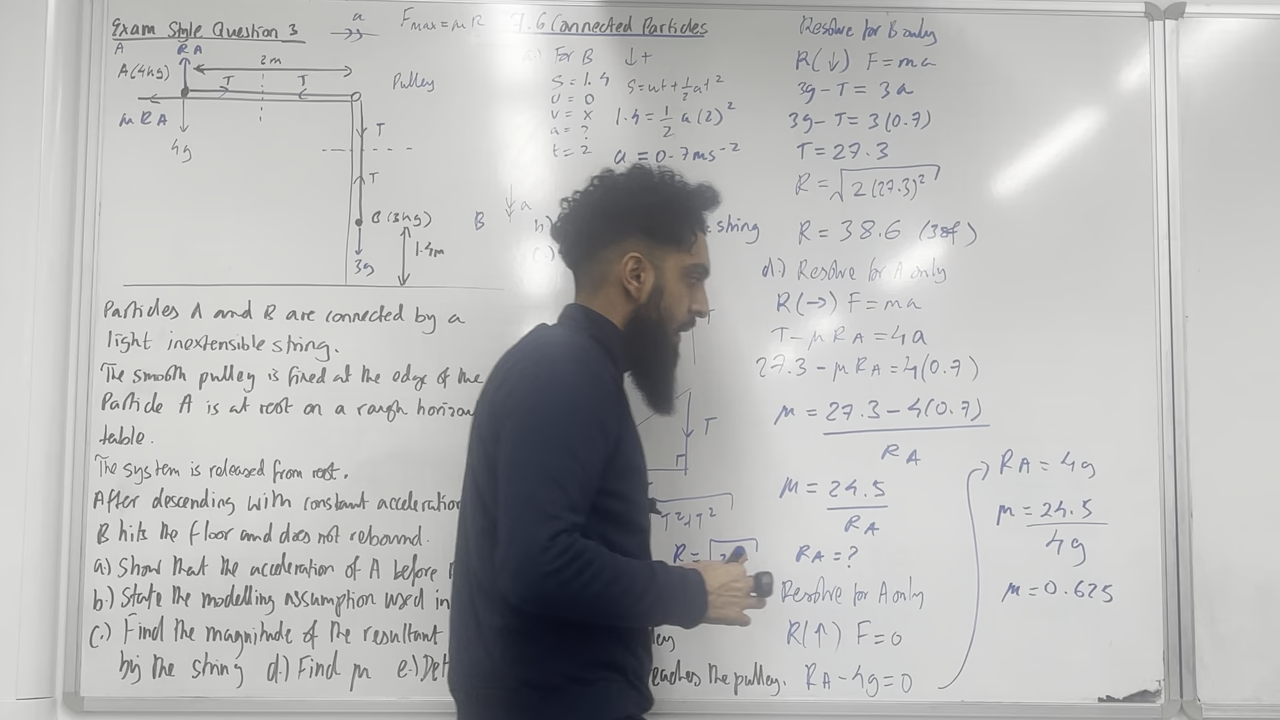 Exam Style Question 3
a
Fmax = μR
7.6 Connected Particles
A
RA
A(4kg)
2m
T
T
Pulley
μRA
4g
T
T
B (3kg)
1.4m
3g
B
a
Particles A and B are connected by a
light inextensible string.
The smooth pulley is fixed at the edge of the
Particle A is at rest on a rough
table.
The system is released from rest.
After descending with constant acceleration
B hits the floor and does not rebound.
a.) Show that the acceleration of A before
b.) State the modelling assumption used in
(c.) Find the magnitude of the resultant
by the string d.) Find μ e.) reaches the pulley.
For B ↓+
S = 1.4
U = 0
V = x
a = ?
t = 2
S = ut + 1/2 at²
1.4 = 1/2 a (2)²
a = 0.7ms⁻²
b.)
string
(c.)
T
T
T²+T²
R =
Resolve for B only
R(↓) F = ma
3g - T = 3a
3g - T = 3(0.7)
T = 27.3
R = √2(27.3)²
R = 38.6 (3sf)
d.) Resolve for A only
R(→) F = ma
T - μRA = 4a
27.3 - μRA = 4(0.7)
μ = 27.3 - 4(0.7) / RA
μ = 24.5 / RA
RA = ?
Resolve for A only
R(↑) F = 0
RA - 4g = 0
RA = 4g
μ = 24.5 / 4g
μ = 0.625